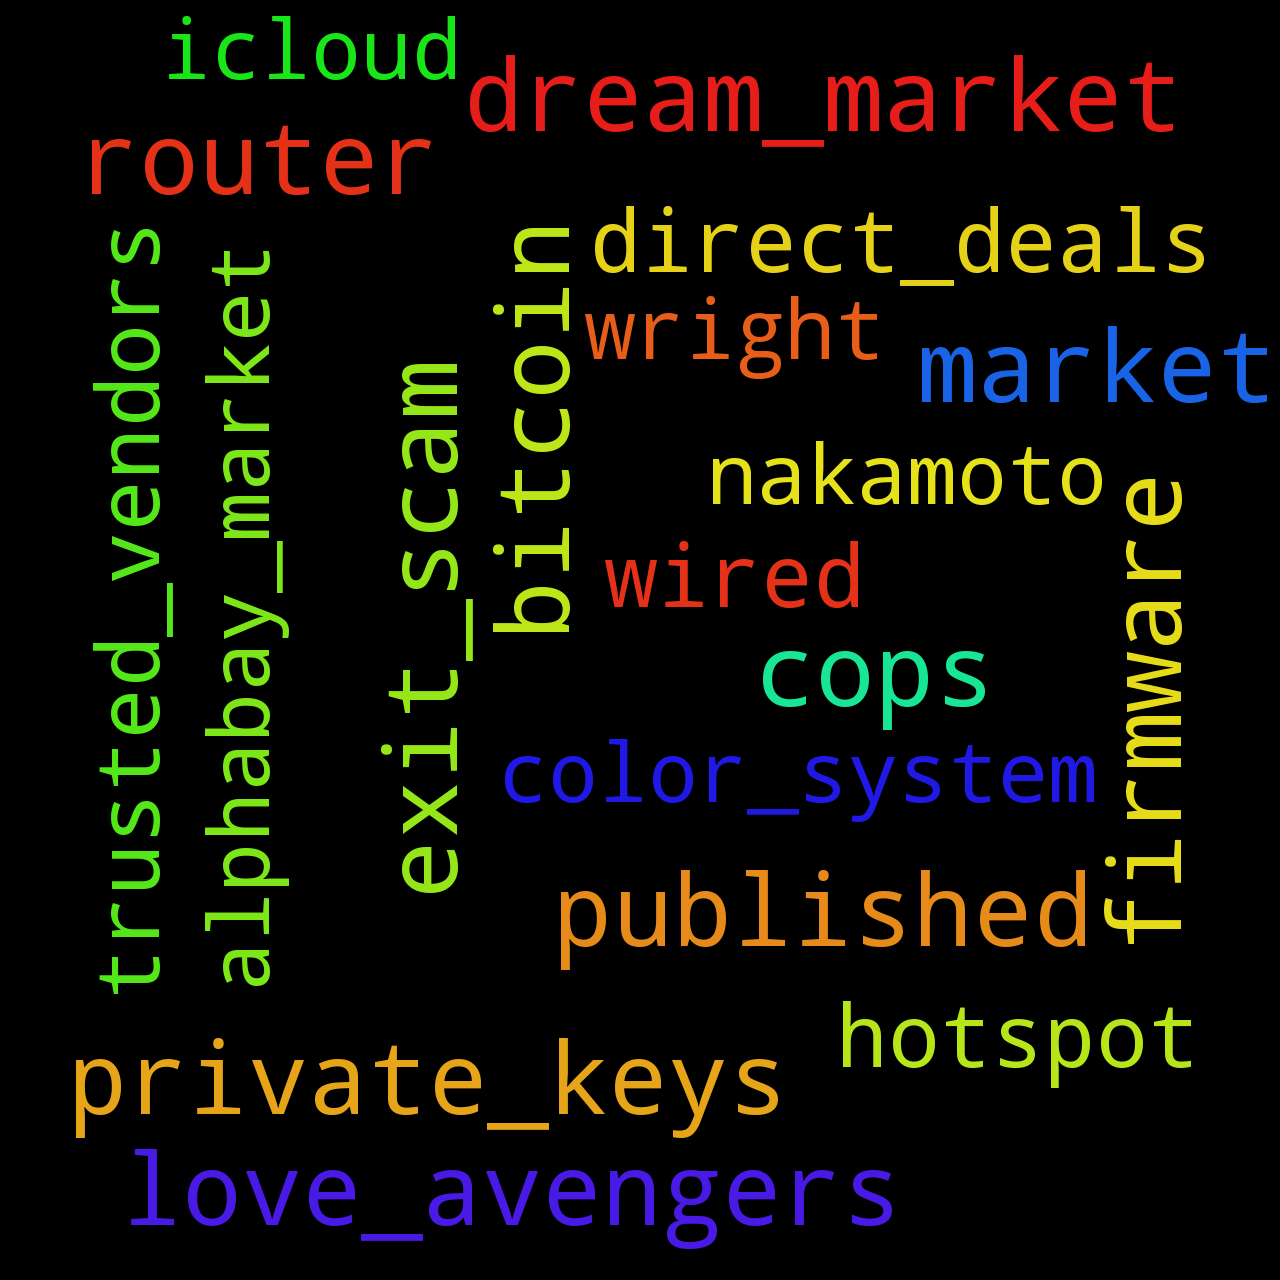 icloud
dream_market
router
direct_deals
trusted_vendors
alphabay_market
exit_scam
bitcoin
wright
market
nakamoto
firmware
wired
cops
color_system
published
hotspot
private_keys
love_avengers